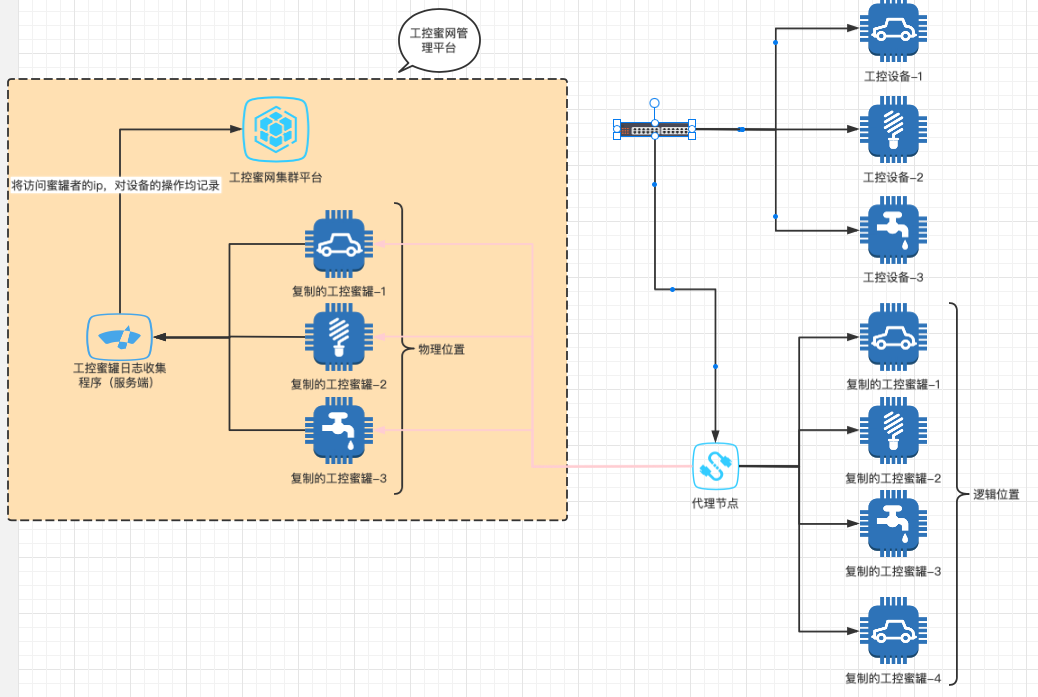 工控蜜网管
理平台
工控蜜网集群平台
将访问蜜罐者的ip，对设备的操作均记录
复制的工控蜜罐-1
复制的工控蜜罐-2
复制的工控蜜罐-3
物理位置
工控蜜罐日志收集
程序（服务端）
工控设备-1
工控设备-2
工控设备-3
代理节点
复制的工控蜜罐-1
复制的工控蜜罐-2
复制的工控蜜罐-3
复制的工控蜜罐-4
逻辑位置